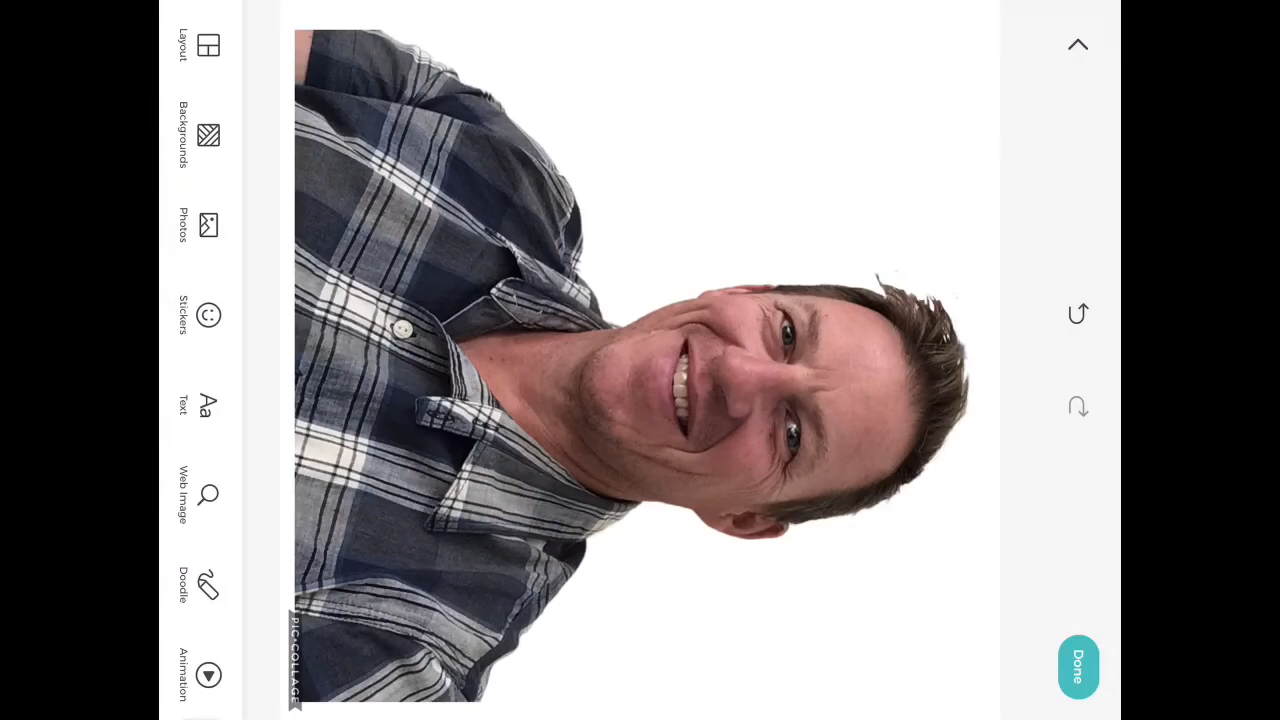 Layout
Backgrounds
Photos
Stickers
Aa
Text
Web Image
Doodle
Animation
PIC•COLLAGE
Done